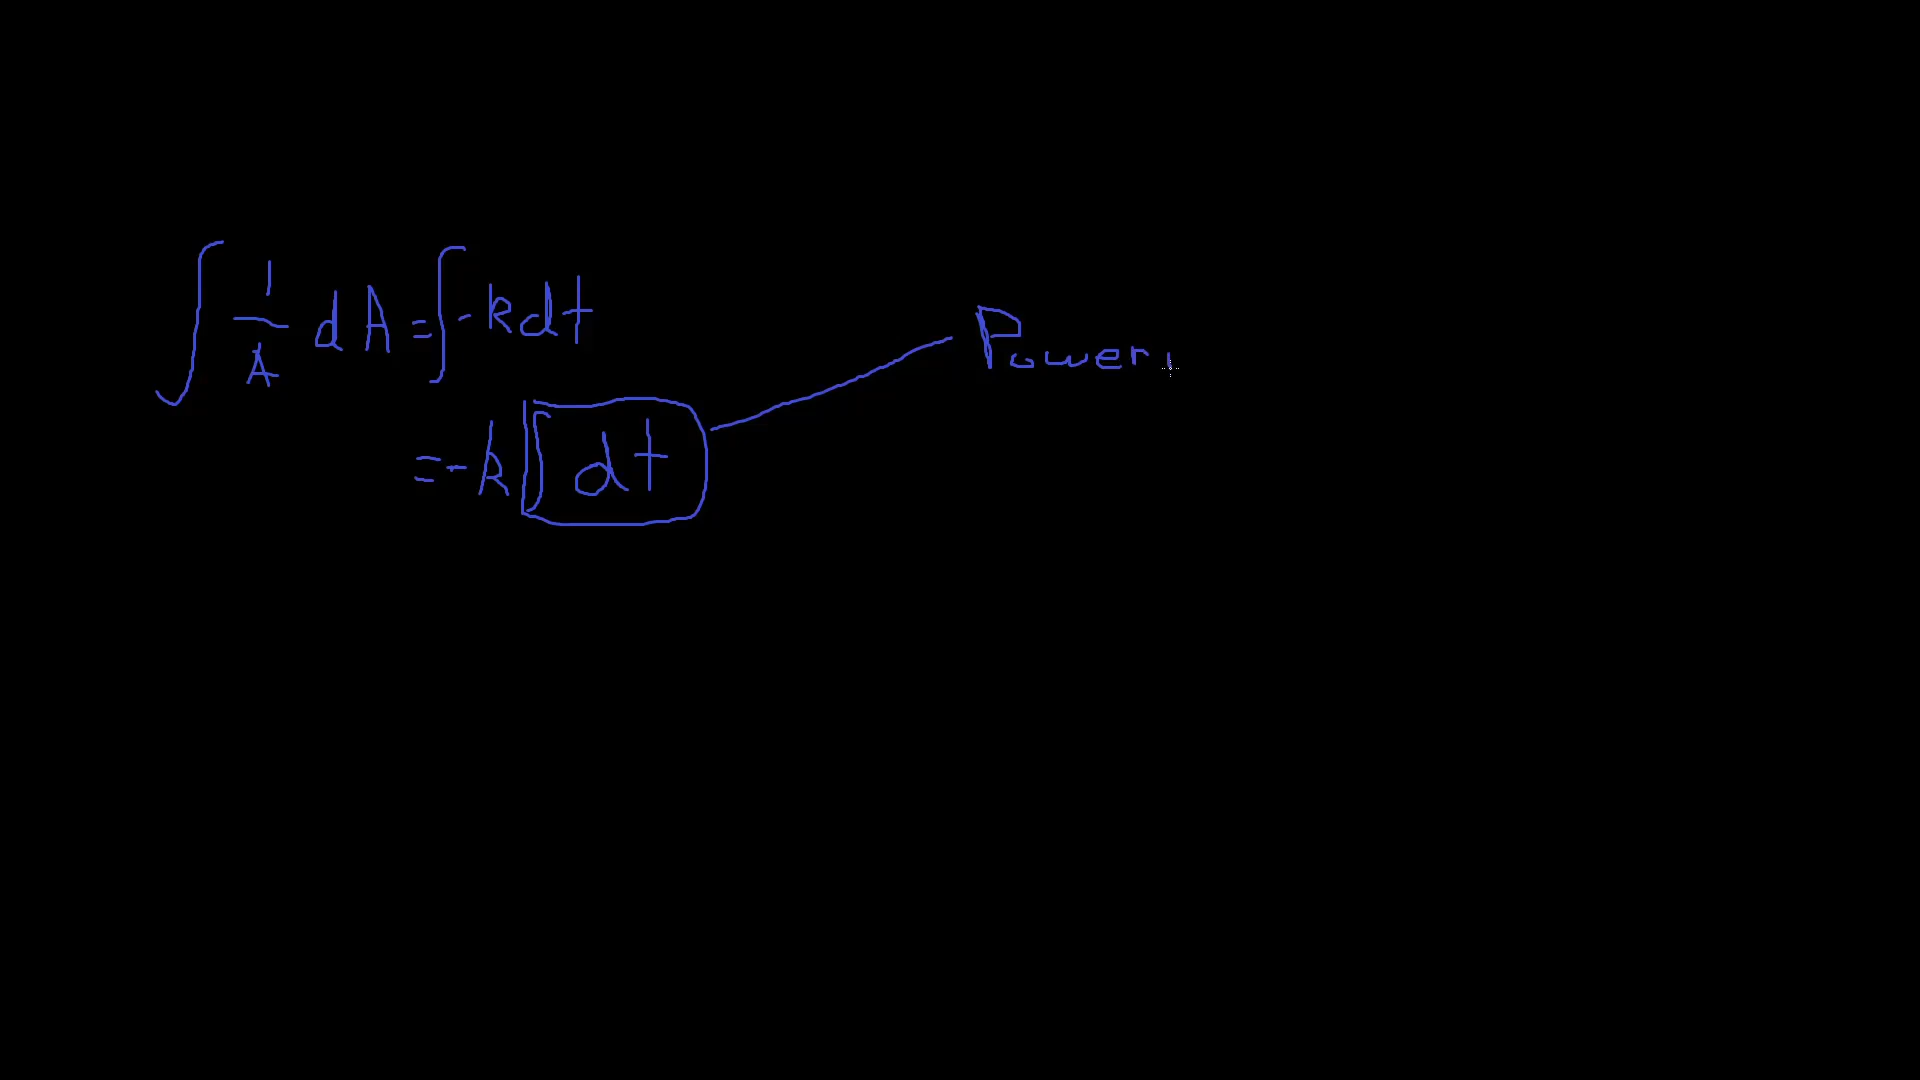 ∫ 1/A dA = ∫ -k dt
= -k ∫ dt
Power